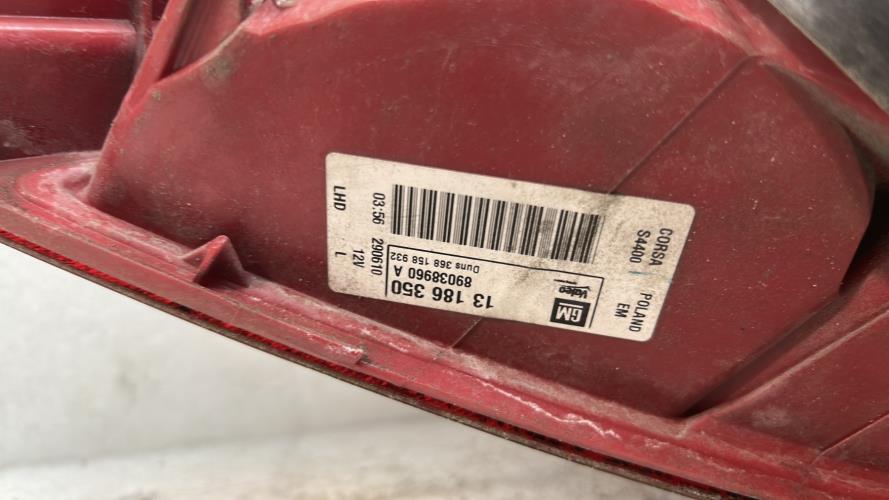 CORSA POLAND
S4400 EM
GM
Valeo
13 186 350
89038960 A
Duns 368 158 932
03:56 290610 12V
LHD L